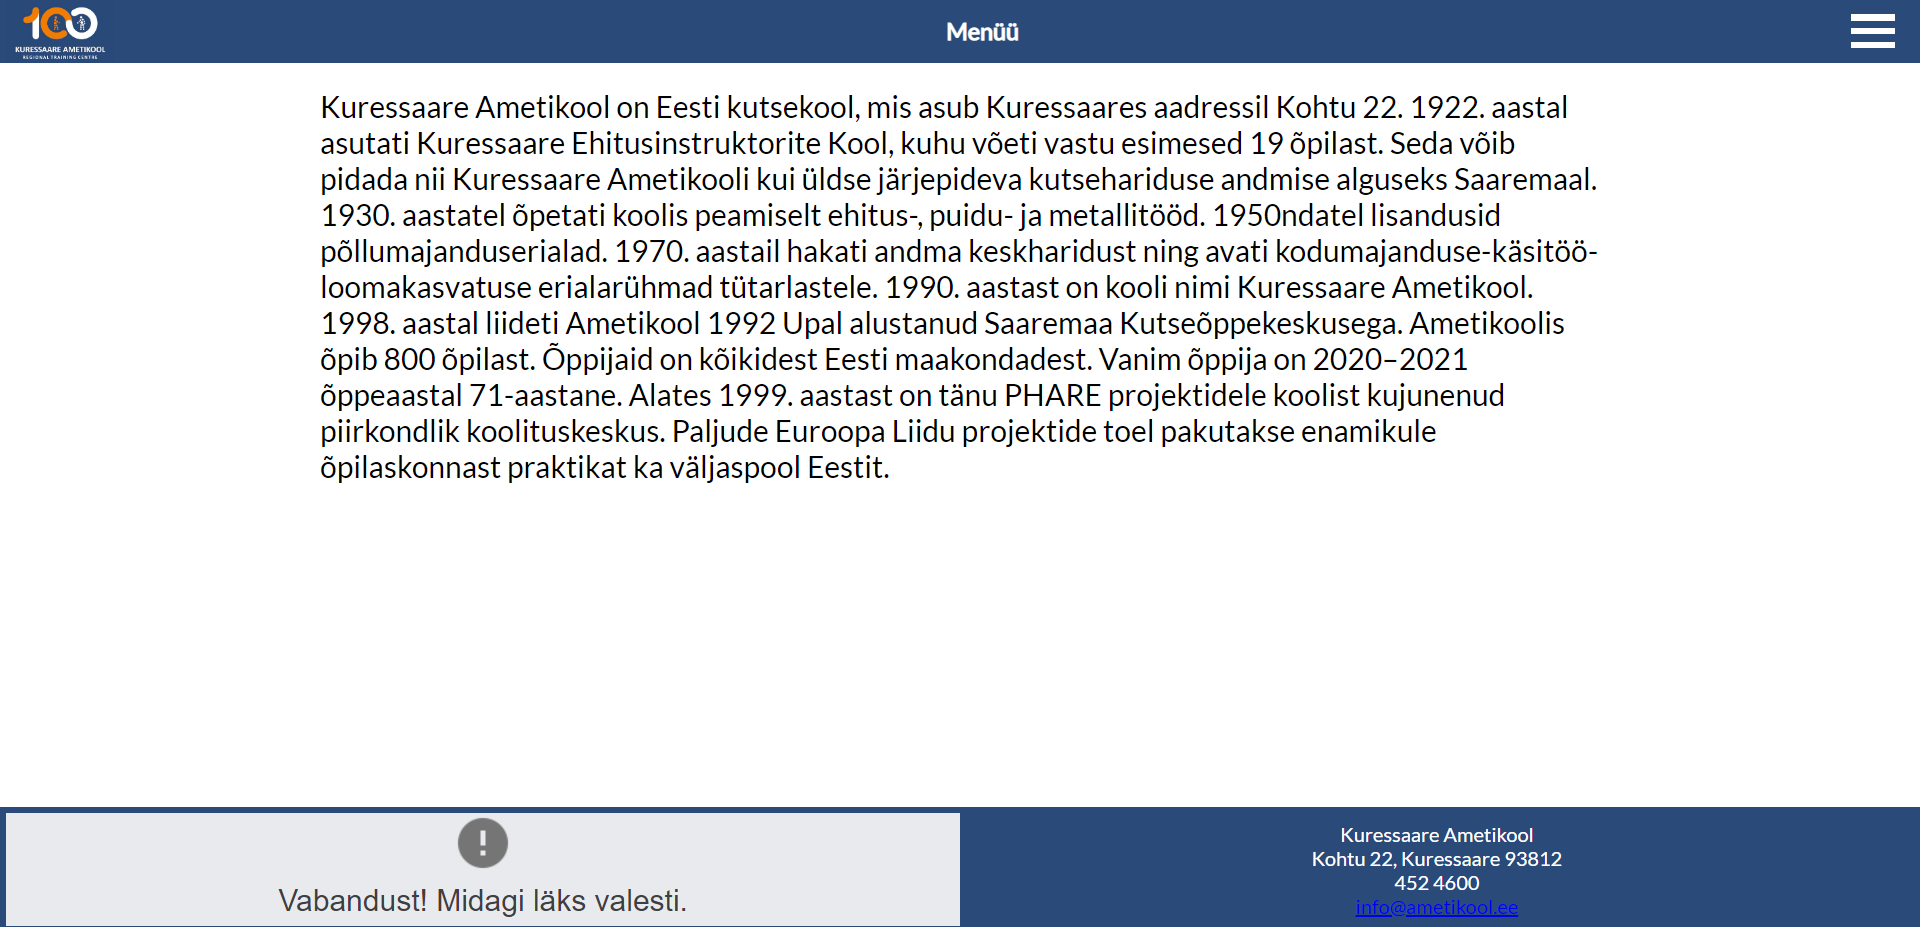 100
KURESSAARE AMETIKOOL
REGIONAL TRAINING CENTRE
Menüü
Kuressaare Ametikool on Eesti kutsekool, mis asub Kuressaares aadressil Kohtu 22. 1922. aastal
asutati Kuressaare Ehitusinstruktorite Kool, kuhu võeti vastu esimesed 19 õpilast. Seda võib
pidada nii Kuressaare Ametikooli kui üldse järjepideva kutsehariduse andmise alguseks Saaremaal.
1930. aastatel õpetati koolis peamiselt ehitus-, puidu- ja metallitööd. 1950ndatel lisandusid
põllumajanduserialad. 1970. aastail hakati andma keskharidust ning avati kodumajanduse-käsitöö-
loomakasvatuse erialarühmad tütarlastele. 1990. aastast on kooli nimi Kuressaare Ametikool.
1998. aastal liideti Ametikool 1992 Upal alustanud Saaremaa Kutseõppekeskusega. Ametikoolis
õpib 800 õpilast. Õppijaid on kõikidest Eesti maakondadest. Vanim õppija on 2020–2021
õppeaastal 71-aastane. Alates 1999. aastast on tänu PHARE projektidele koolist kujunenud
piirkondlik koolituskeskus. Paljude Euroopa Liidu projektide toel pakutakse enamikule
õpilaskonnast praktikat ka väljaspool Eestit.
Vabandust! Midagi läks valesti.
Kuressaare Ametikool
Kohtu 22, Kuressaare 93812
452 4600
info@ametikool.ee